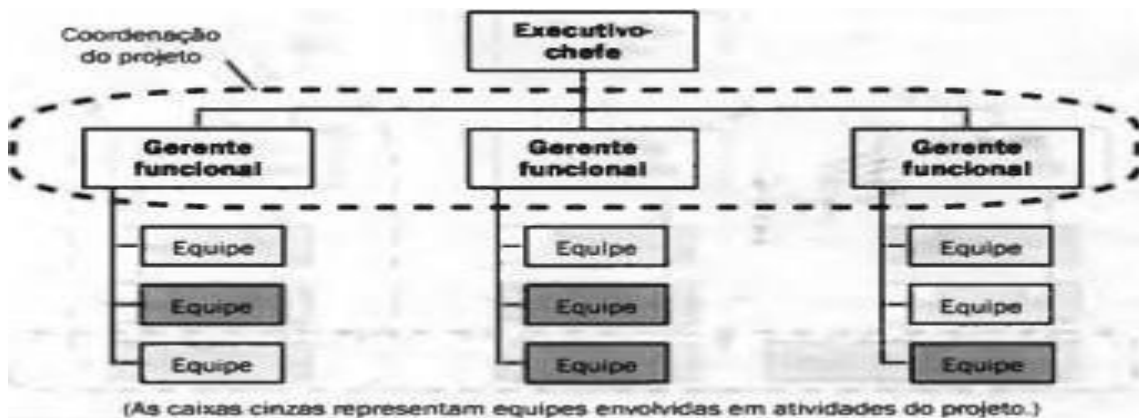 Coordenação
do projeto
Executivo-
chefe
Gerente
funcional
Gerente
funcional
Gerente
funcional
Equipe
Equipe
Equipe
Equipe
Equipe
Equipe
Equipe
Equipe
Equipe
(As caixas cinzas representam equipes envolvidas em atividades do projeto.)